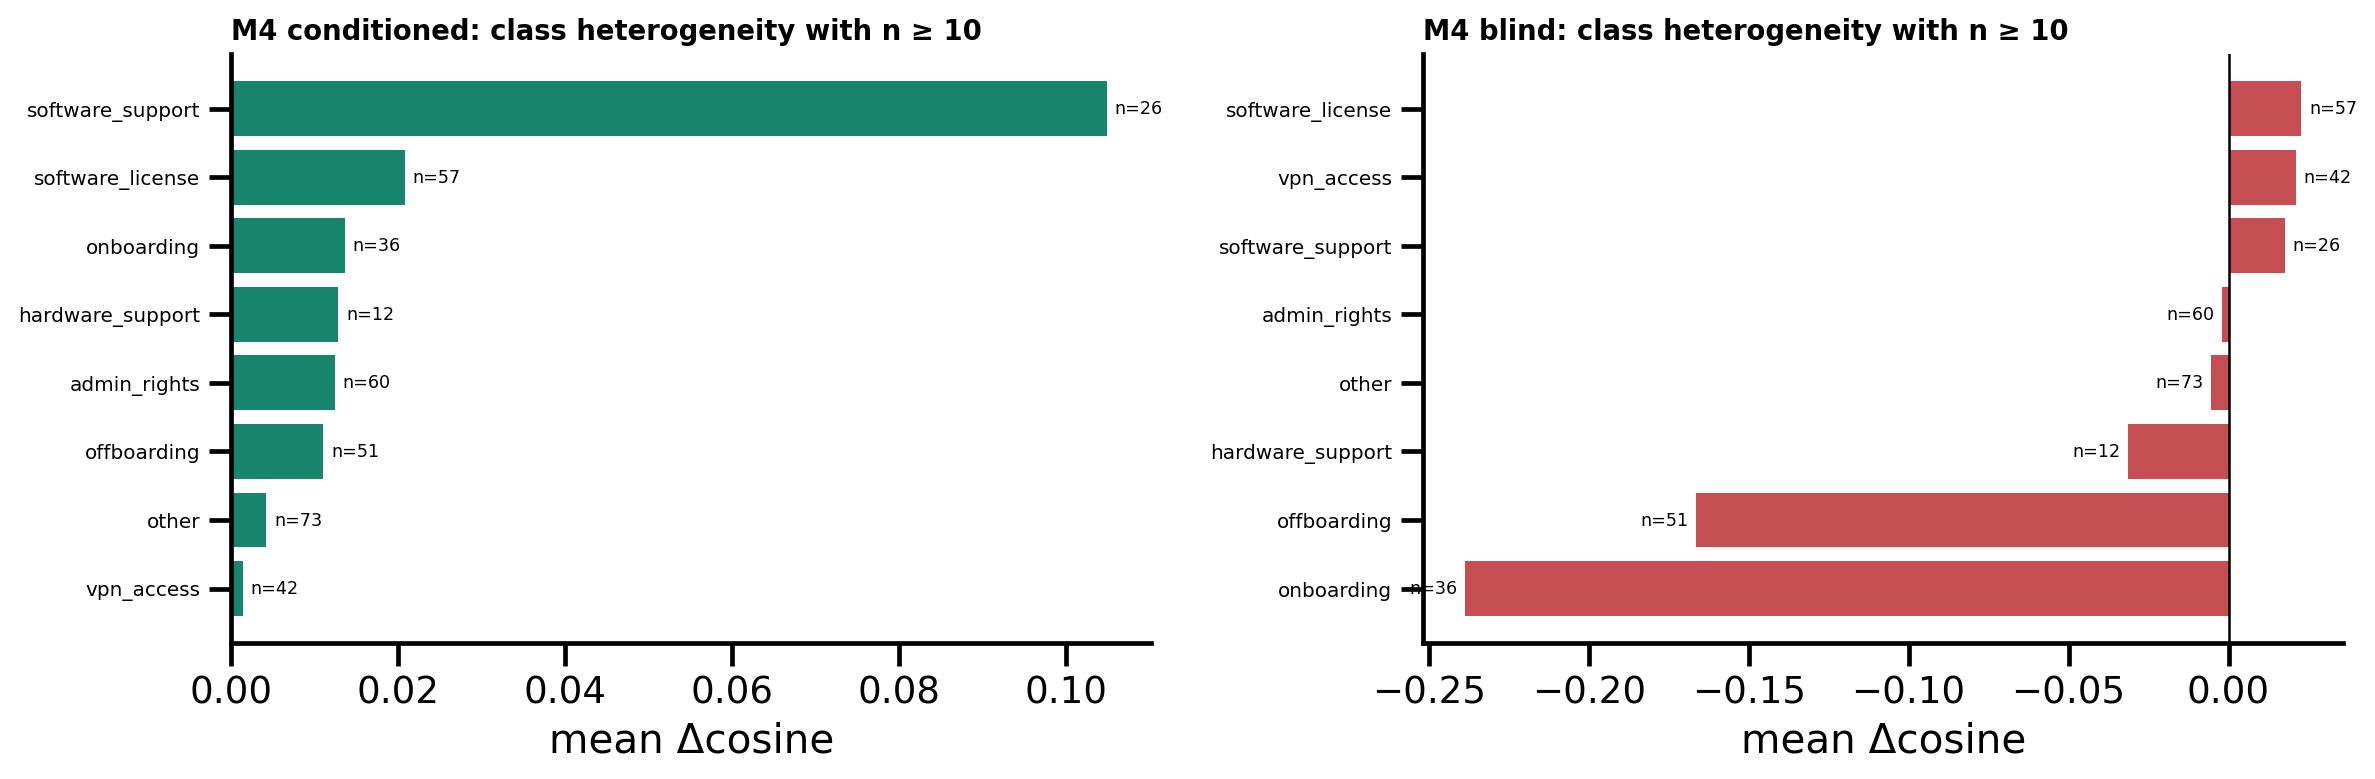 M4 conditioned: class heterogeneity with n ≥ 10
software_support
n=26
software_license
n=57
onboarding
n=36
hardware_support
n=12
admin_rights
n=60
offboarding
n=51
other
n=73
vpn_access
n=42
0.00 0.02 0.04 0.06 0.08 0.10
mean Δcosine
M4 blind: class heterogeneity with n ≥ 10
software_license
n=57
vpn_access
n=42
software_support
n=26
admin_rights
n=60
other
n=73
hardware_support
n=12
offboarding
n=51
onboarding
n=36
−0.25 −0.20 −0.15 −0.10 −0.05 0.00
mean Δcosine